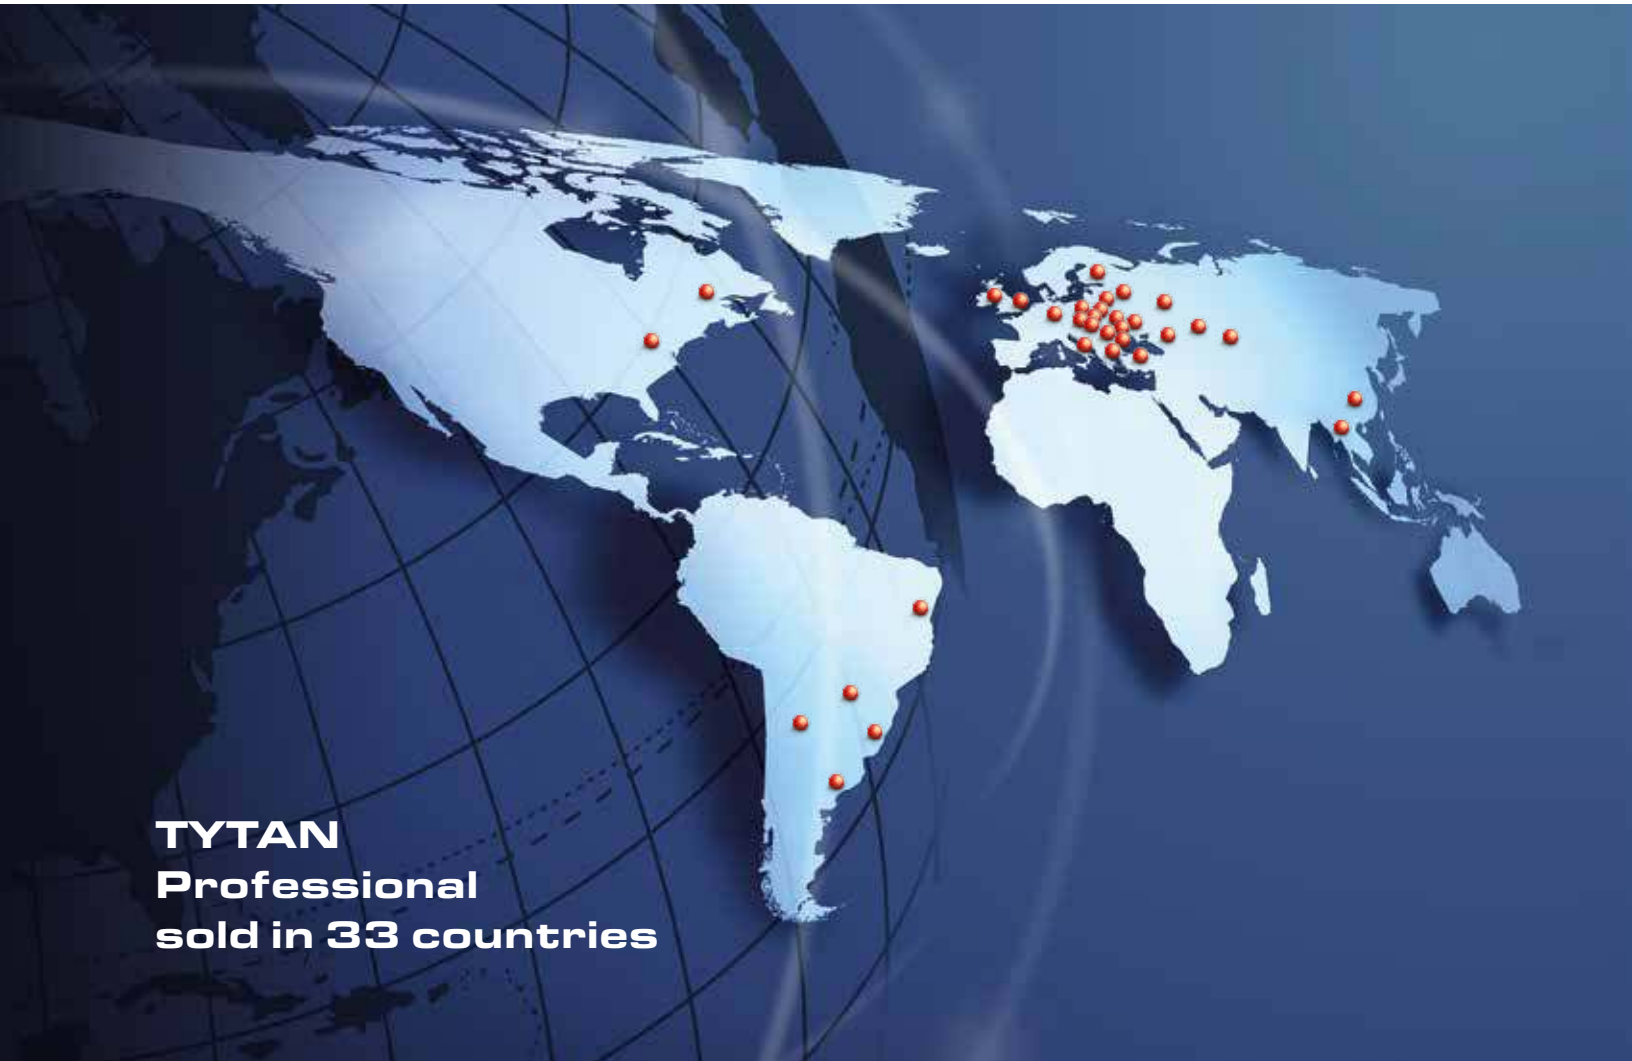 TYTAN
Professional
sold in 33 countries